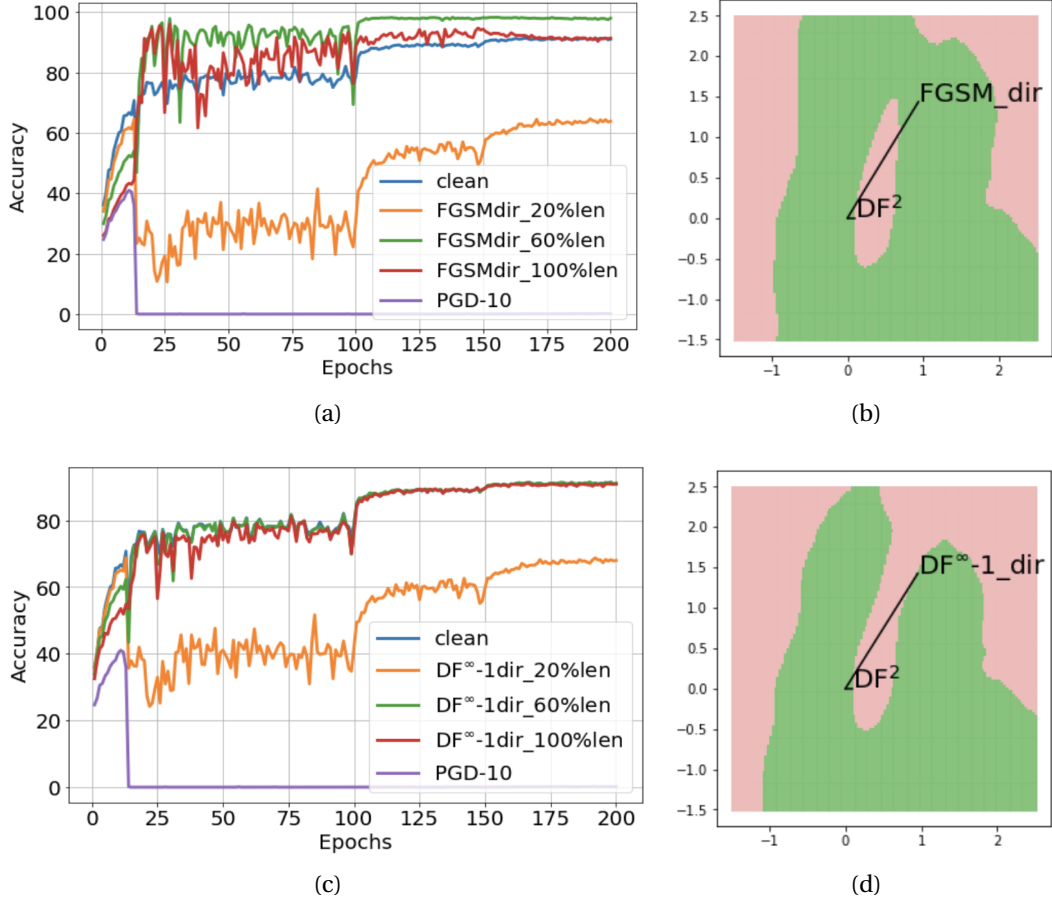 100
80
60
40
20
0
Accuracy
clean
FGSMdir_20%len
FGSMdir_60%len
FGSMdir_100%len
PGD-10
0 25 50 75 100 125 150 175 200
Epochs
(a)
2.5
2.0
1.5
1.0
0.5
0.0
−0.5
−1.0
−1.5
FGSM_dir
DF²
−1 0 1 2
(b)
80
60
40
20
0
Accuracy
clean
DF∞-1dir_20%len
DF∞-1dir_60%len
DF∞-1dir_100%len
PGD-10
0 25 50 75 100 125 150 175 200
Epochs
(c)
2.5
2.0
1.5
1.0
0.5
0.0
−0.5
−1.0
−1.5
DF∞-1_dir
DF²
−1 0 1 2
(d)